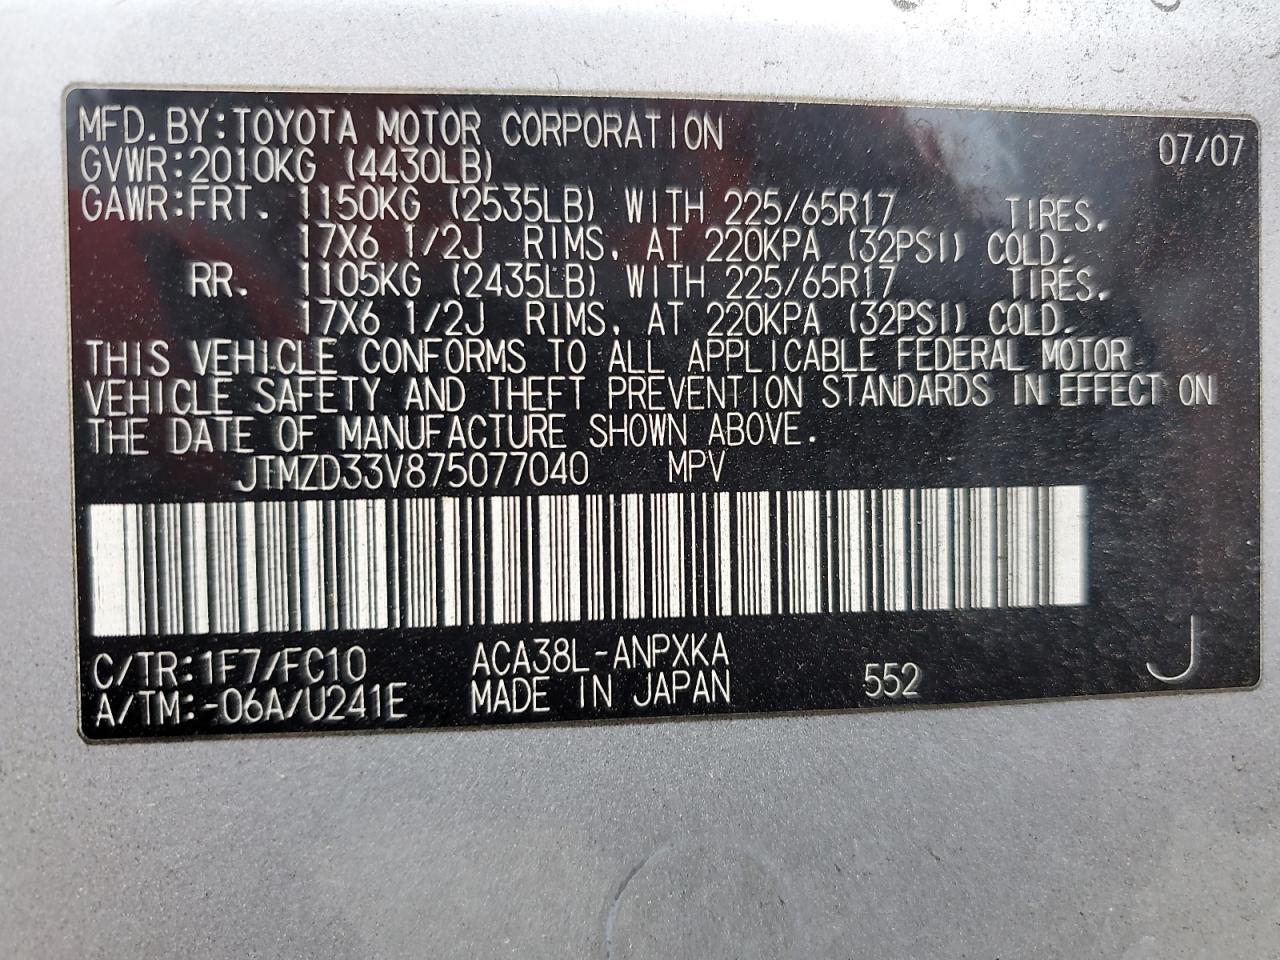 MFD.BY:TOYOTA MOTOR CORPORATION 07/07
GVWR:2010KG (4430LB)
GAWR:FRT. 1150KG (2535LB) WITH 225/65R17 TIRES.
17X6 1/2J RIMS. AT 220KPA (32PSI) COLD.
RR. 1105KG (2435LB) WITH 225/65R17 TIRES.
17X6 1/2J RIMS. AT 220KPA (32PSI) COLD.
THIS VEHICLE CONFORMS TO ALL APPLICABLE FEDERAL MOTOR
VEHICLE SAFETY AND THEFT PREVENTION STANDARDS IN EFFECT ON
THE DATE OF MANUFACTURE SHOWN ABOVE.
JTMZD33V875077040 MPV
C/TR:1F7/FC10 ACA38L-ANPXKA
A/TM:-06A/U241E MADE IN JAPAN 552 J